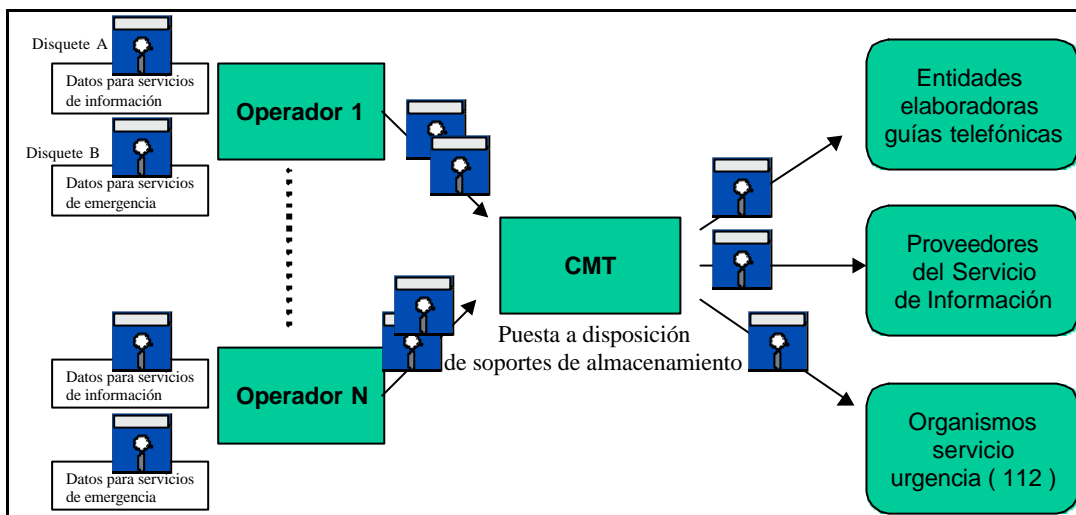 Disquete A
Datos para servicios
de información
Disquete B
Datos para servicios
de emergencia
Operador 1
Datos para servicios
de información
Datos para servicios
de emergencia
Operador N
CMT
Puesta a disposición
de soportes de almacenamiento
Entidades
elaboradoras
guías telefónicas
Proveedores
del Servicio
de Información
Organismos
servicio
urgencia ( 112 )